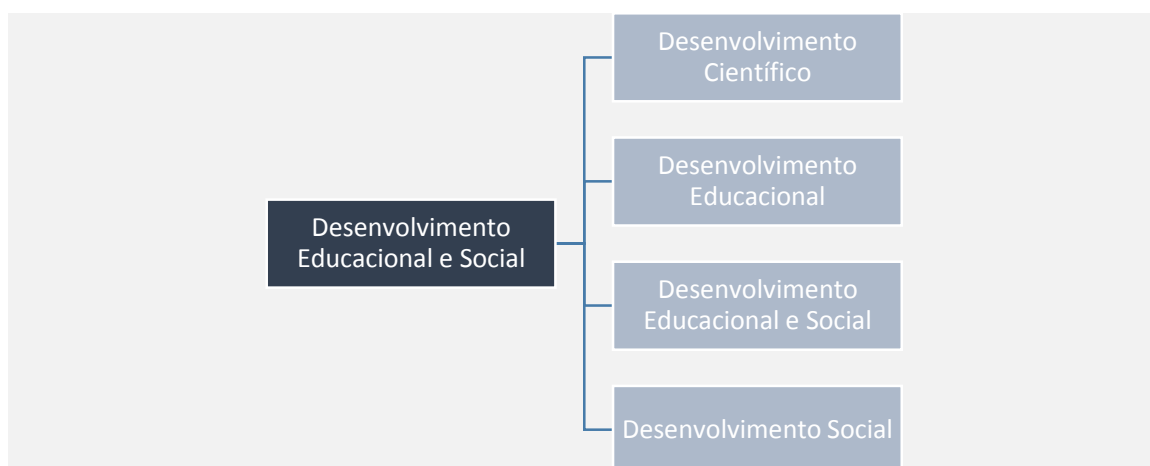 Desenvolvimento
Científico
Desenvolvimento
Educacional
Desenvolvimento
Educacional e Social
Desenvolvimento
Educacional e Social
Desenvolvimento Social